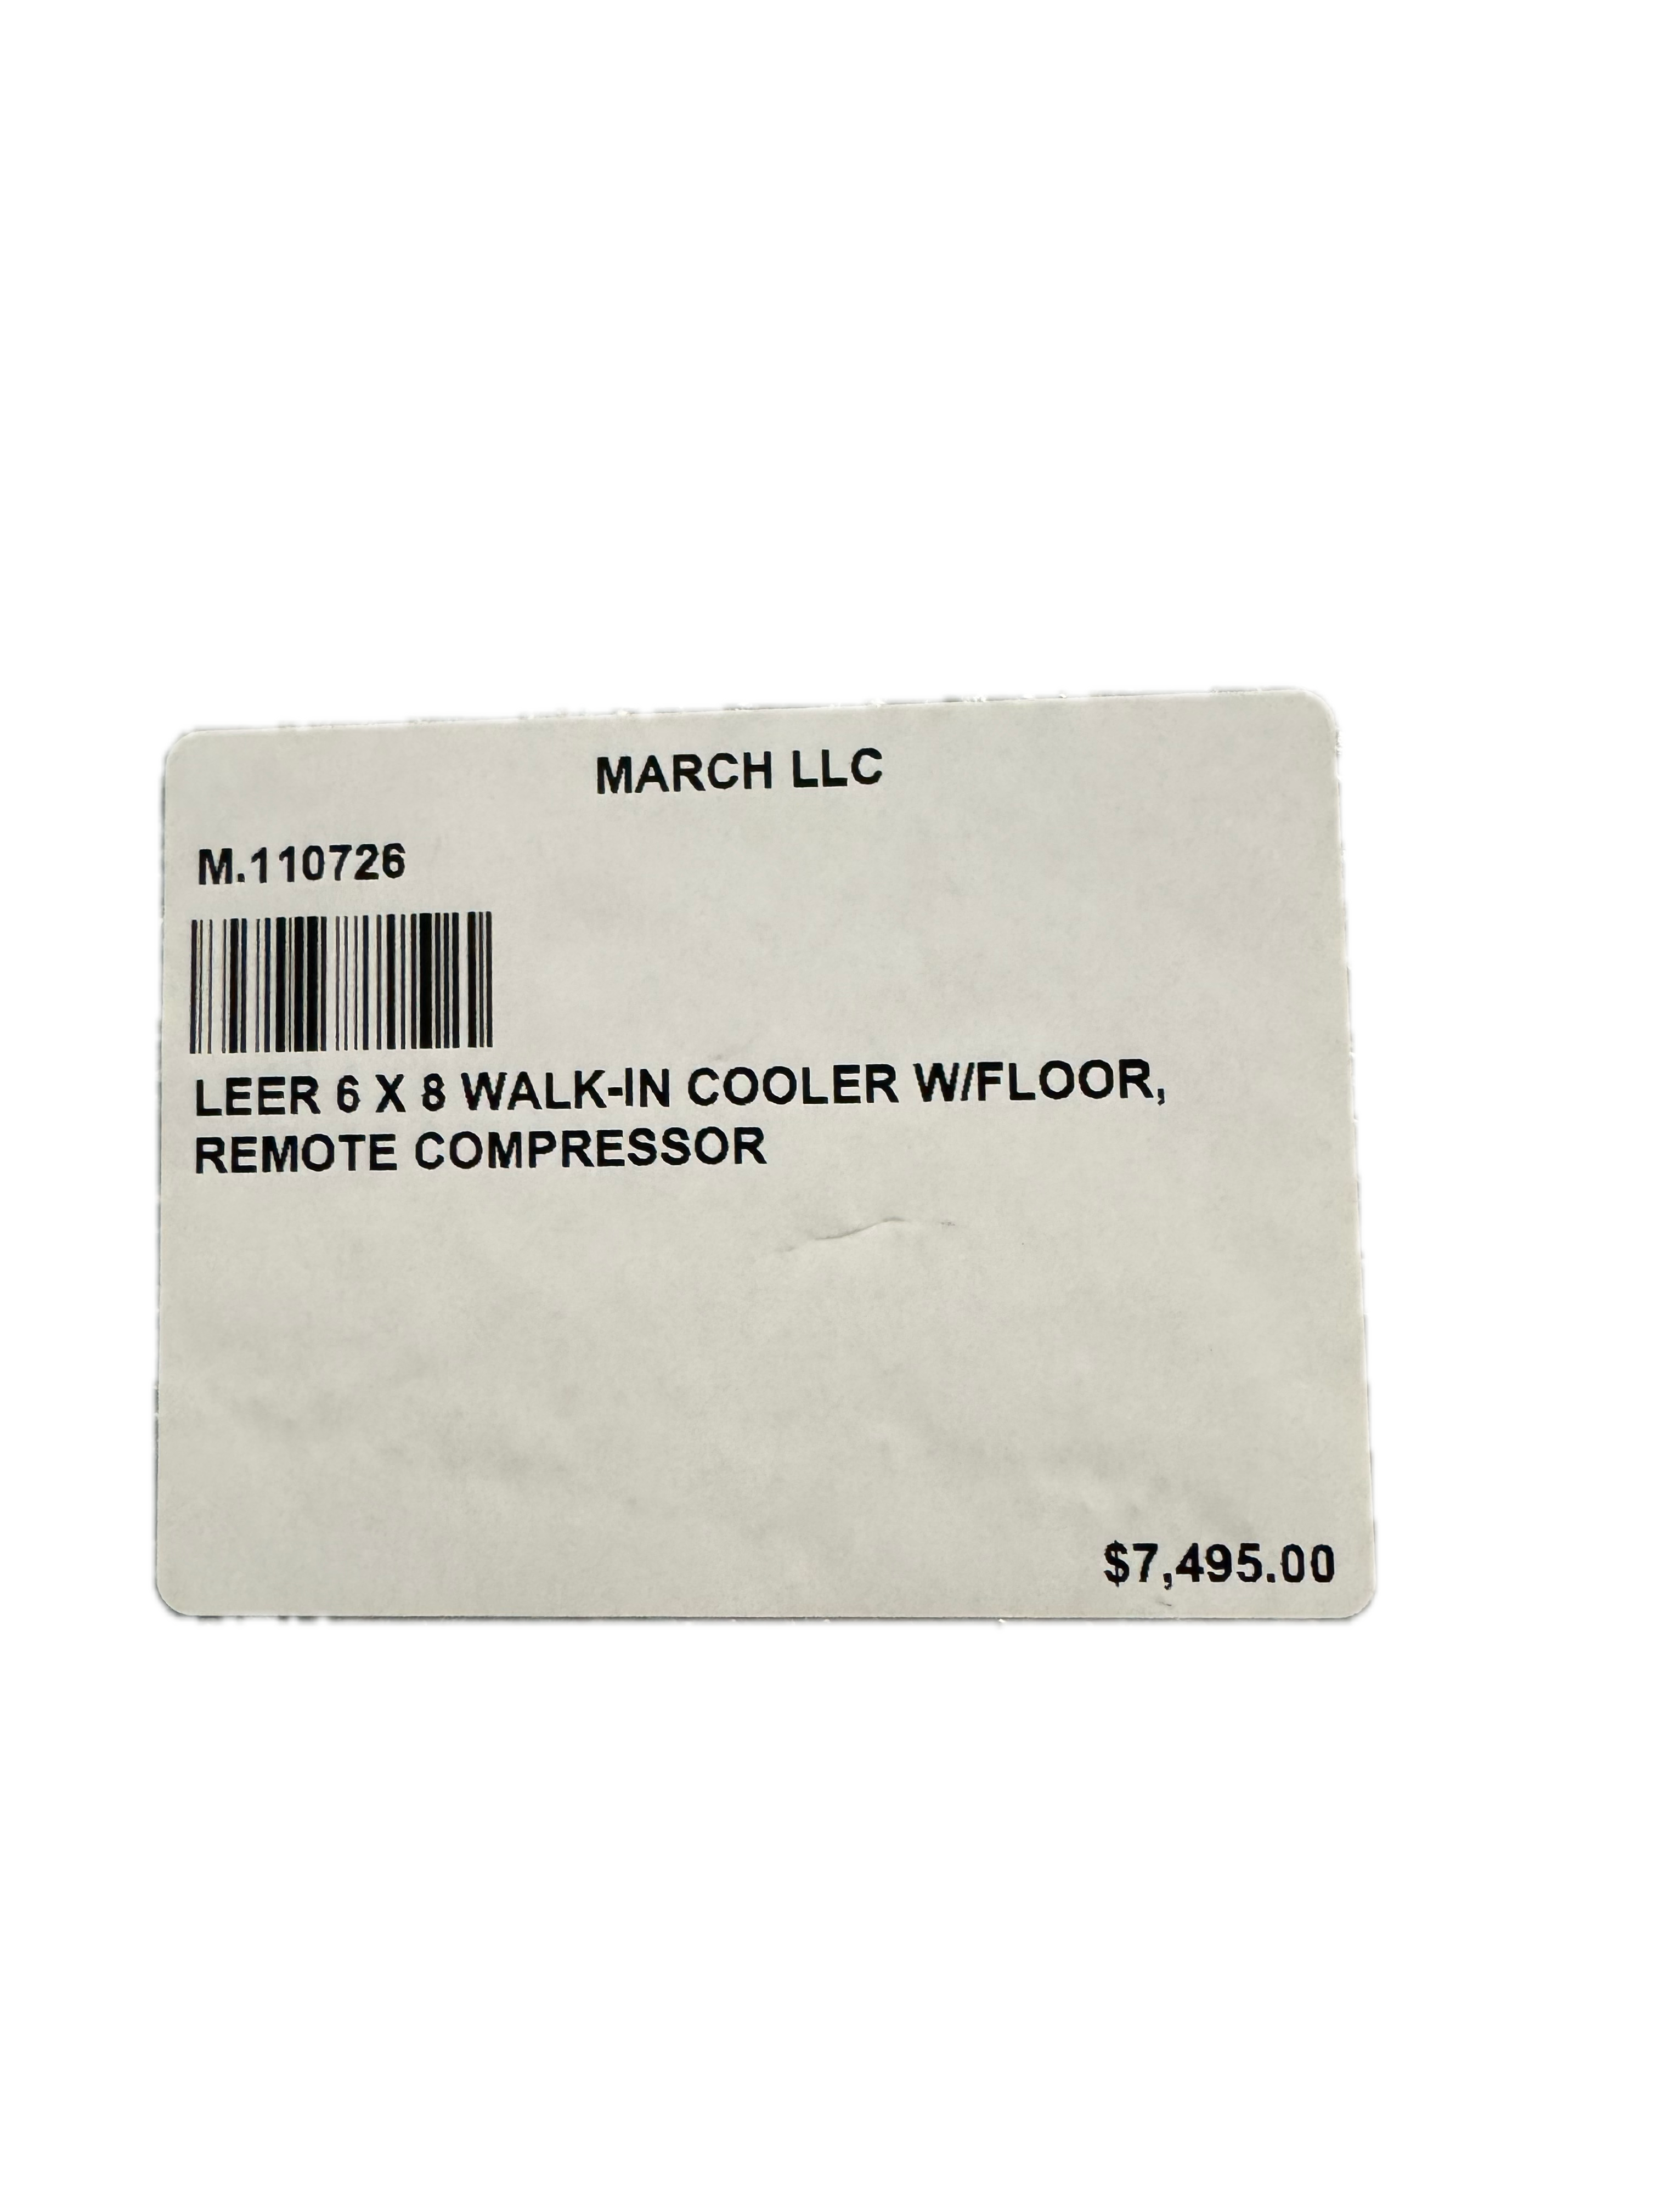 MARCH LLC
M.110726
LEER 6 X 8 WALK-IN COOLER W/FLOOR,
REMOTE COMPRESSOR
$7,495.00